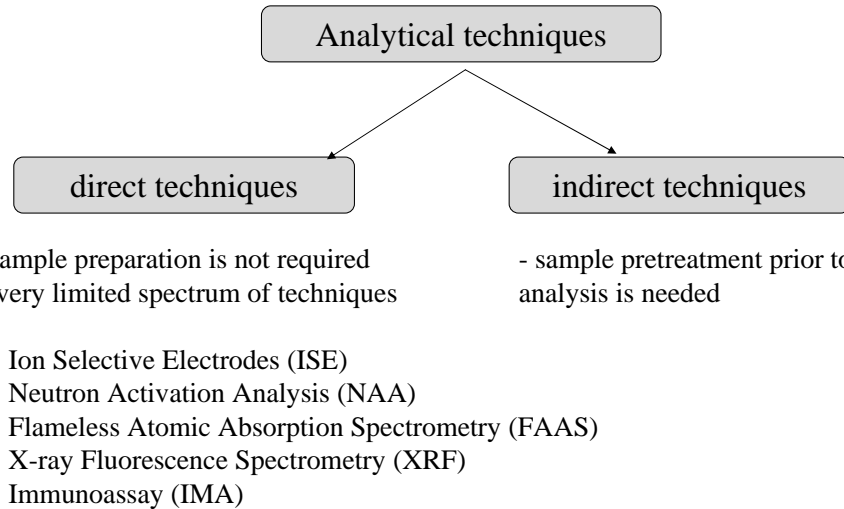 Analytical techniques
direct techniques
indirect techniques
ample preparation is not required
very limited spectrum of techniques
- sample pretreatment prior to
analysis is needed
Ion Selective Electrodes (ISE)
Neutron Activation Analysis (NAA)
Flameless Atomic Absorption Spectrometry (FAAS)
X-ray Fluorescence Spectrometry (XRF)
Immunoassay (IMA)